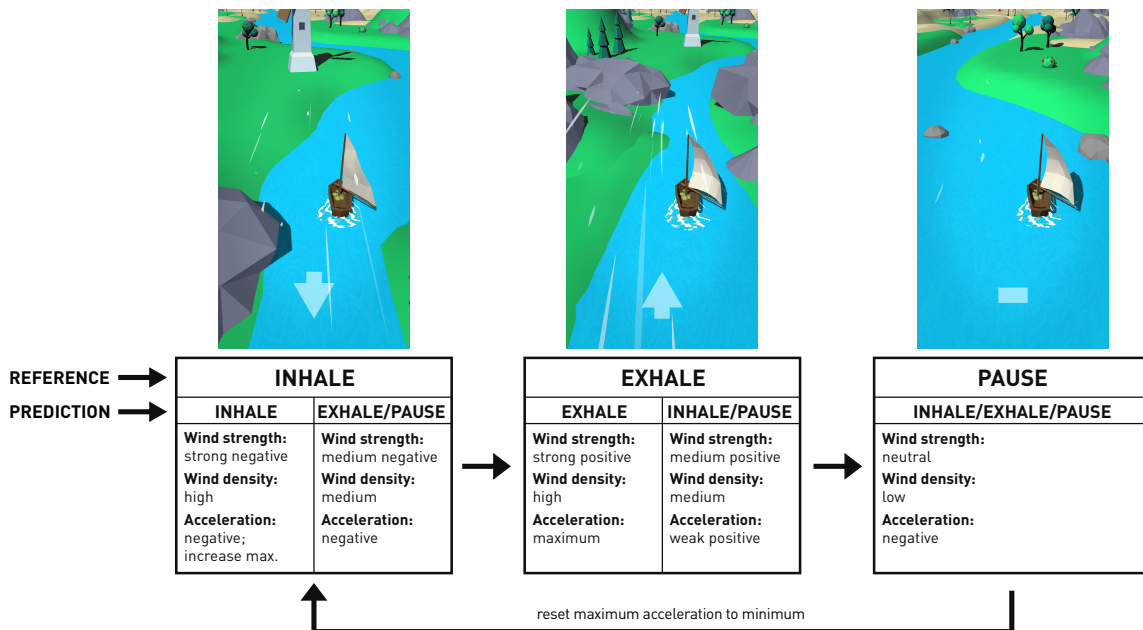 REFERENCE
INHALE
EXHALE
PAUSE
PREDICTION
INHALE
EXHALE/PAUSE
EXHALE
INHALE/PAUSE
INHALE/EXHALE/PAUSE
Wind strength:
strong negative
Wind density:
high
Acceleration:
negative;
increase max.
Wind strength:
medium negative
Wind density:
medium
Acceleration:
negative
Wind strength:
strong positive
Wind density:
high
Acceleration:
maximum
Wind strength:
medium positive
Wind density:
medium
Acceleration:
weak positive
Wind strength:
neutral
Wind density:
low
Acceleration:
negative
reset maximum acceleration to minimum